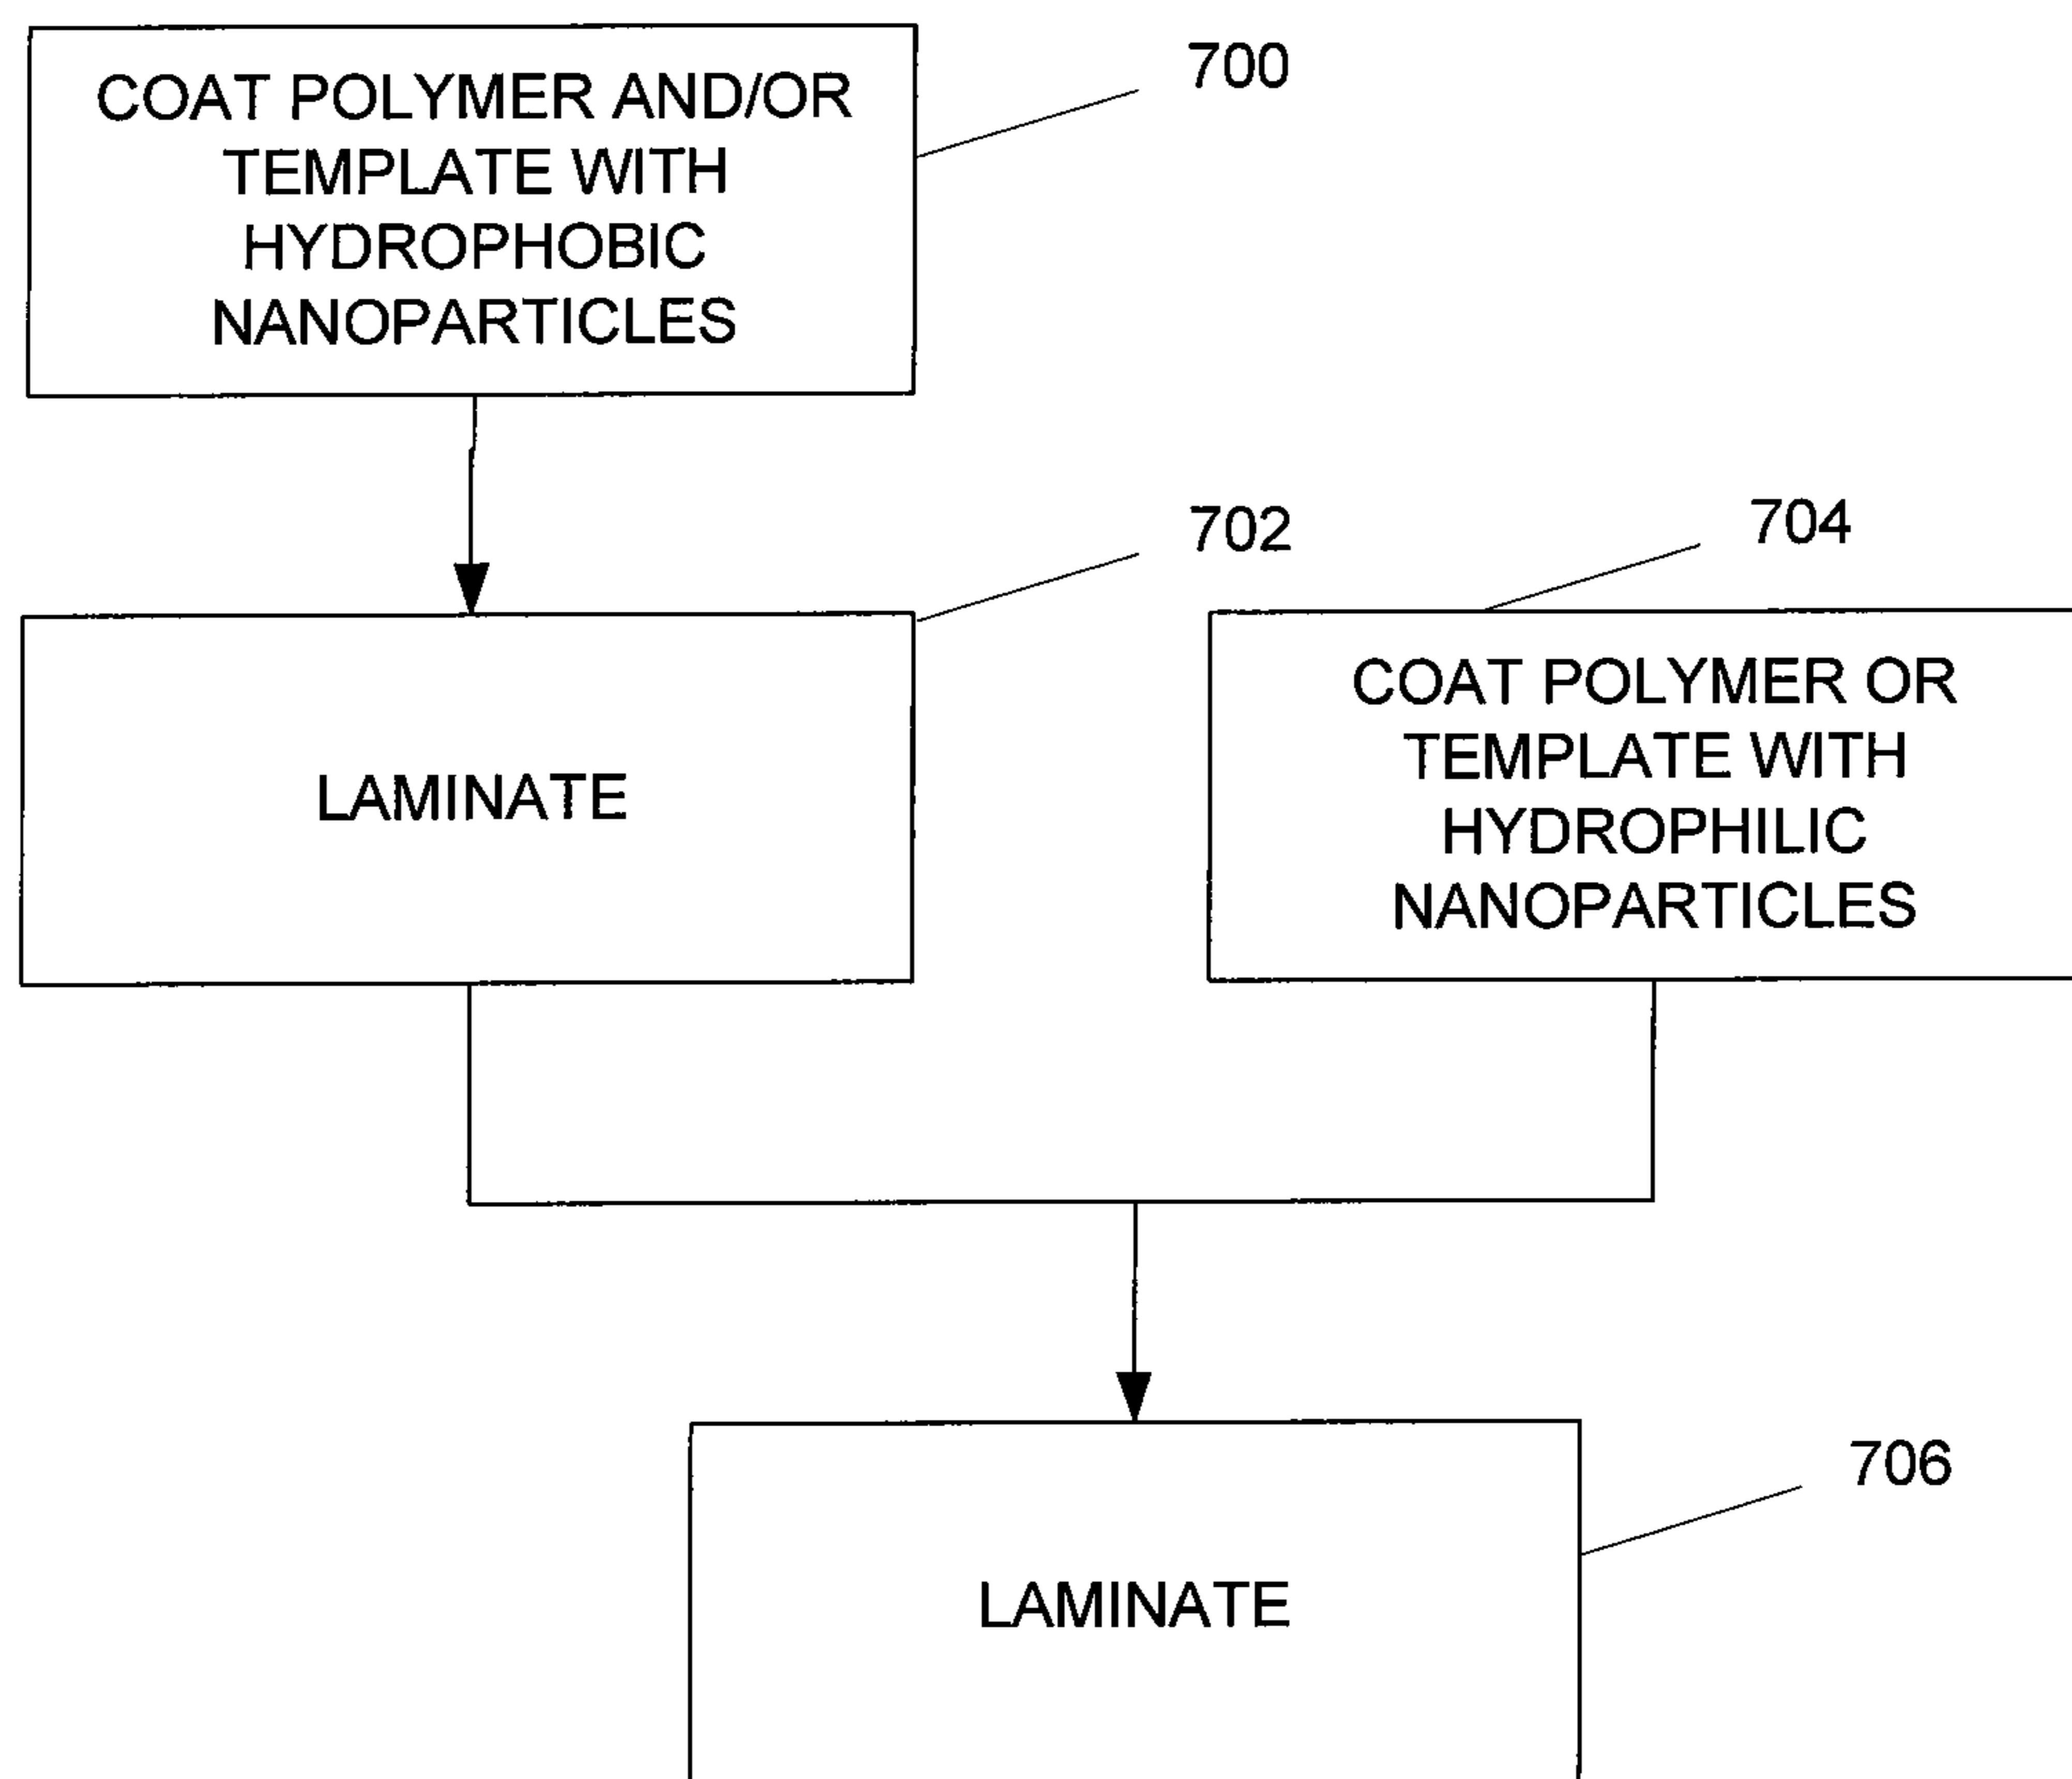 COAT POLYMER AND/OR
TEMPLATE WITH
HYDROPHOBIC
NANOPARTICLES
700
LAMINATE
702
COAT POLYMER OR
TEMPLATE WITH
HYDROPHILIC
NANOPARTICLES
704
LAMINATE
706